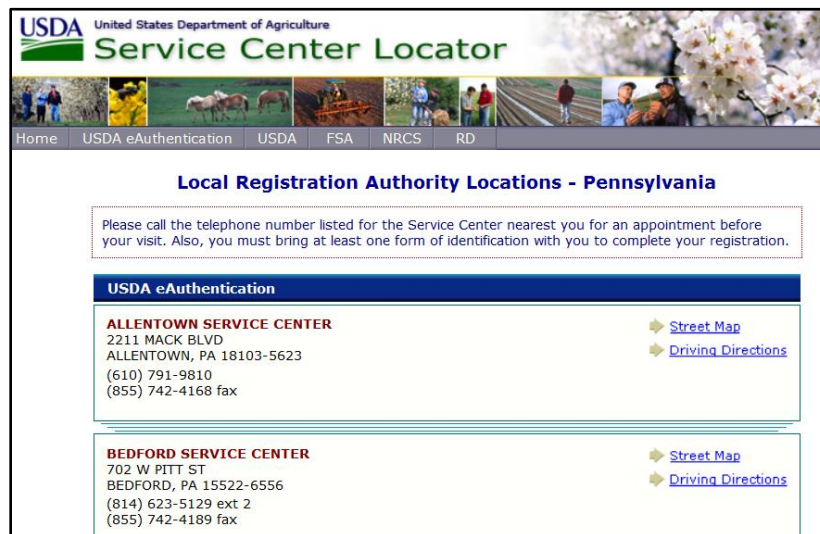 USDA
United States Department of Agriculture
Service Center Locator
Home USDA eAuthentication USDA FSA NRCS RD
Local Registration Authority Locations - Pennsylvania
Please call the telephone number listed for the Service Center nearest you for an appointment before
your visit. Also, you must bring at least one form of identification with you to complete your registration.
USDA eAuthentication
ALLENTOWN SERVICE CENTER
2211 MACK BLVD
ALLENTOWN, PA 18103-5623
(610) 791-9810
(855) 742-4168 fax
Street Map
Driving Directions
BEDFORD SERVICE CENTER
702 W PITT ST
BEDFORD, PA 15522-6556
(814) 623-5129 ext 2
(855) 742-4189 fax
Street Map
Driving Directions